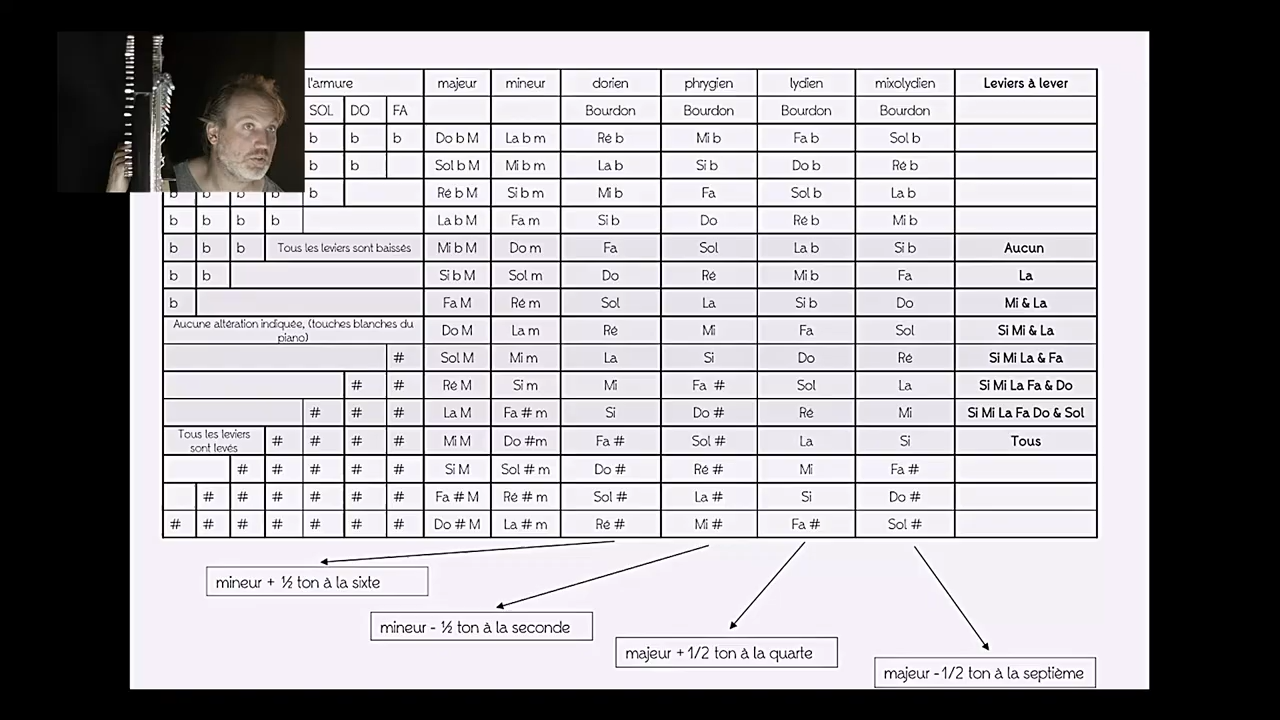 l'armure majeur mineur dorien phrygien lydien mixolydien Leviers à lever
SOL DO FA Bourdon Bourdon Bourdon Bourdon
b b b Do b M La b m Ré b Mi b Fa b Sol b
b b Sol b M Mi b m La b Si b Do b Ré b
b b b b b Ré b M Si b m Mi b Fa Sol b La b
b b b b La b M Fa m Si b Do Ré b Mi b
b b b Tous les leviers sont baissés Mi b M Do m Fa Sol La b Si b Aucun
b b Si b M Sol m Do Ré Mi b Fa La
b Fa M Ré m Sol La Si b Do Mi & La
Aucune altération indiquée, (touches blanches du
piano) Do M La m Ré Mi Fa Sol Si Mi & La
# Sol M Mi m La Si Do Ré Si Mi La & Fa
# # Ré M Si m Mi Fa # Sol La Si Mi La Fa & Do
# # # La M Fa # m Si Do # Ré Mi Si Mi La Fa Do & Sol
Tous les leviers
sont levés # # # # Mi M Do #m Fa # Sol # La Si Tous
# # # # # Si M Sol # m Do # Ré # Mi Fa #
# # # # # # Fa # M Ré # m Sol # La # Si Do #
# # # # # # # Do # M La # m Ré # Mi # Fa # Sol #
mineur + ½ ton à la sixte
mineur - ½ ton à la seconde
majeur + 1/2 ton à la quarte
majeur - 1/2 ton à la septième